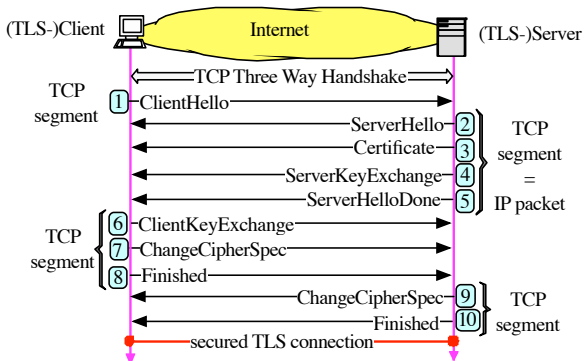 (TLS-)Client
Internet
(TLS-)Server
TCP Three Way Handshake
TCP
segment
1 ClientHello
ServerHello 2
Certificate 3
ServerKeyExchange 4
ServerHelloDone 5
TCP
segment
=
IP packet
TCP
segment
6 ClientKeyExchange
7 ChangeCipherSpec
8 Finished
ChangeCipherSpec 9
Finished 10
TCP
segment
secured TLS connection